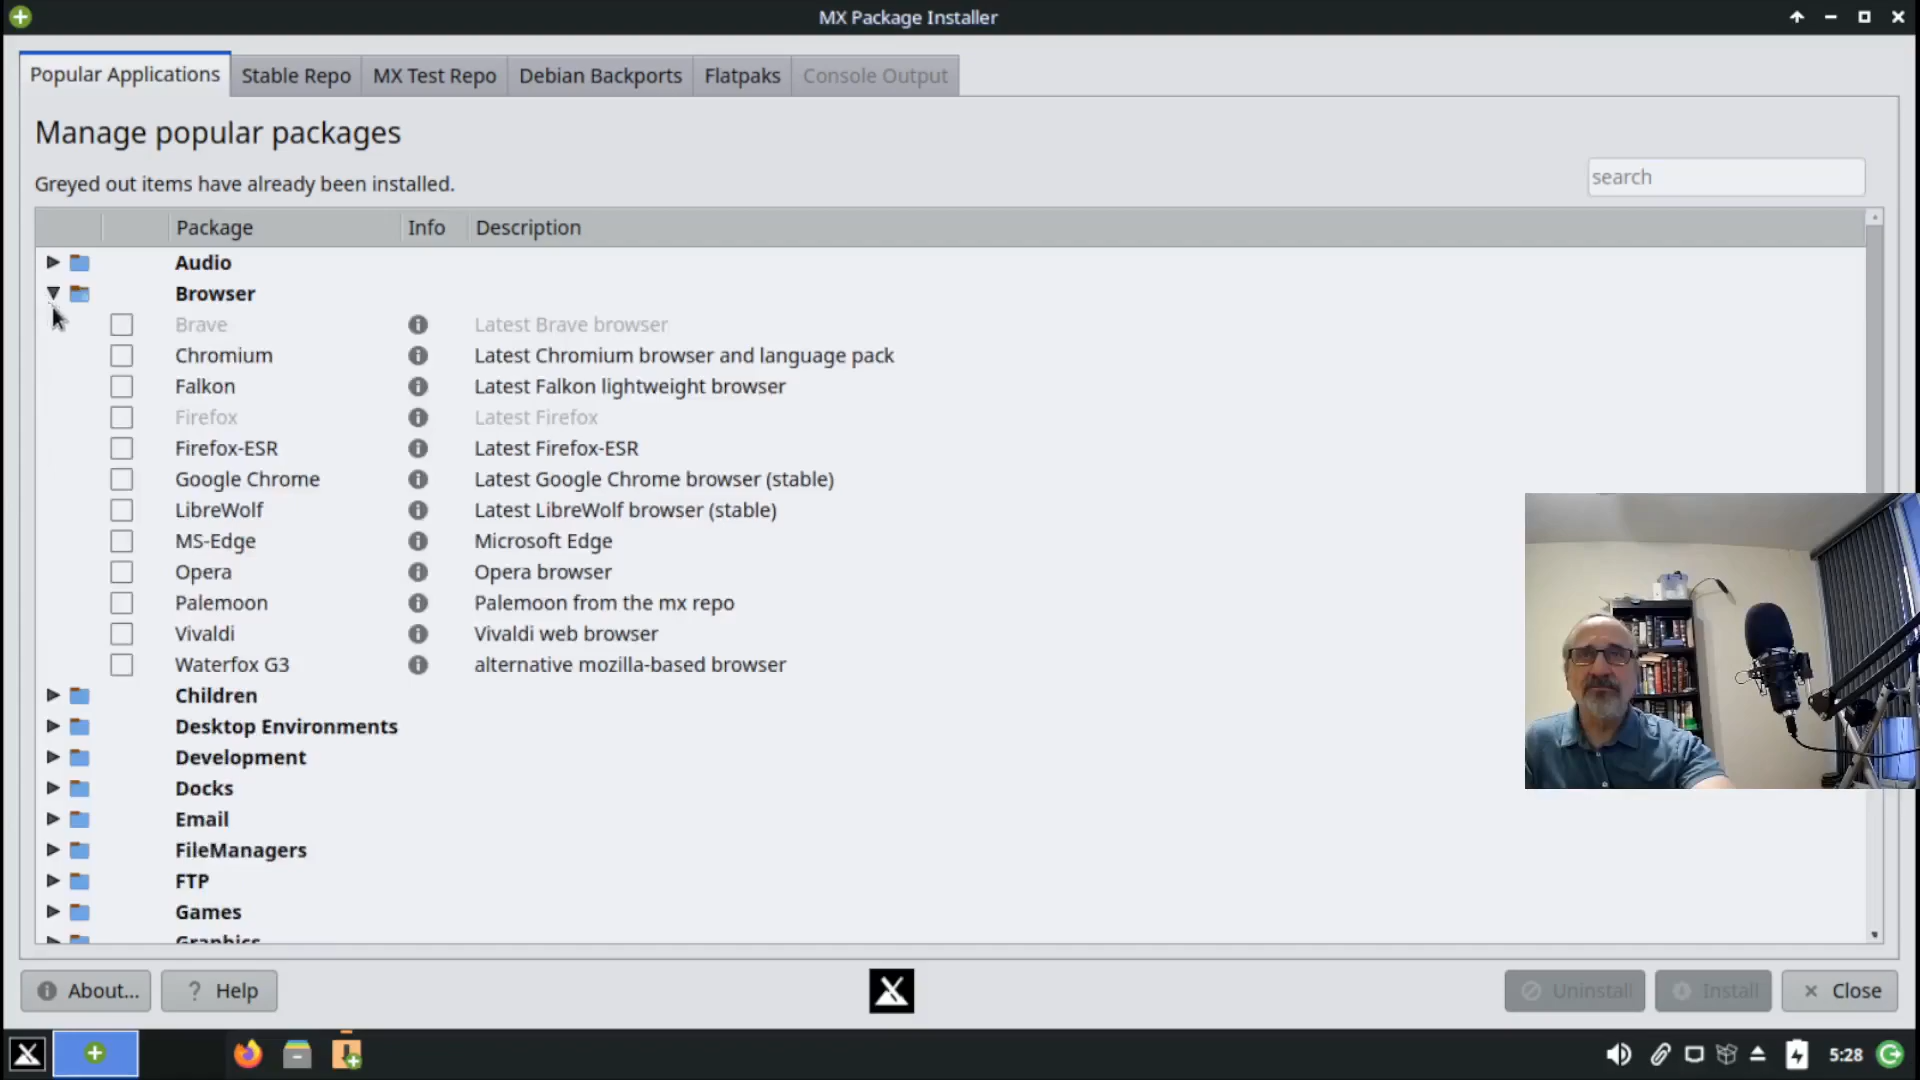 MX Package Installer
Popular Applications
Stable Repo
MX Test Repo
Debian Backports
Flatpaks
Console Output
Manage popular packages
Greyed out items have already been installed.
search
Package Info Description
Audio
Browser
Brave Latest Brave browser
Chromium Latest Chromium browser and language pack
Falkon Latest Falkon lightweight browser
Firefox Latest Firefox
Firefox-ESR Latest Firefox-ESR
Google Chrome Latest Google Chrome browser (stable)
LibreWolf Latest LibreWolf browser (stable)
MS-Edge Microsoft Edge
Opera Opera browser
Palemoon Palemoon from the mx repo
Vivaldi Vivaldi web browser
Waterfox G3 alternative mozilla-based browser
Children
Desktop Environments
Development
Docks
Email
FileManagers
FTP
Games
Graphics
About...
? Help
Uninstall
Install
Close
5:28